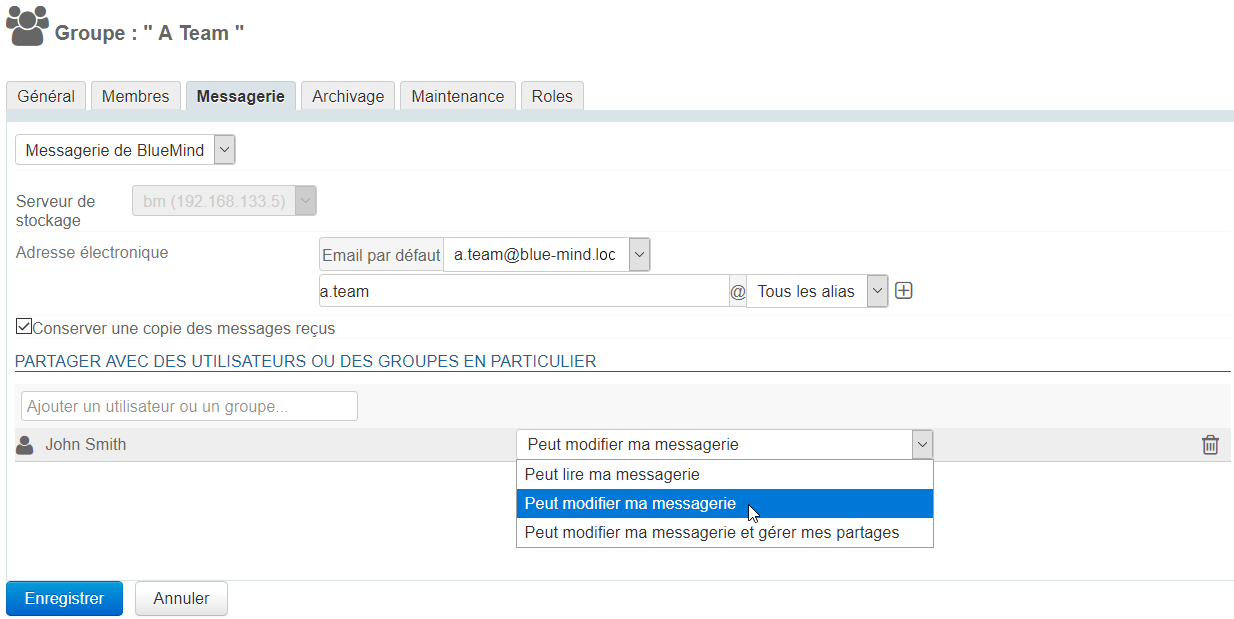 Groupe : " A Team "
Général Membres Messagerie Archivage Maintenance Roles
Messagerie de BlueMind
Serveur de stockage bm (192.168.133.5)
Adresse électronique Email par défaut a.team@blue-mind.loc
a.team @ Tous les alias
Conserver une copie des messages reçus
PARTAGER AVEC DES UTILISATEURS OU DES GROUPES EN PARTICULIER
Ajouter un utilisateur ou un groupe...
John Smith Peut modifier ma messagerie
Peut lire ma messagerie
Peut modifier ma messagerie
Peut modifier ma messagerie et gérer mes partages
Enregistrer Annuler